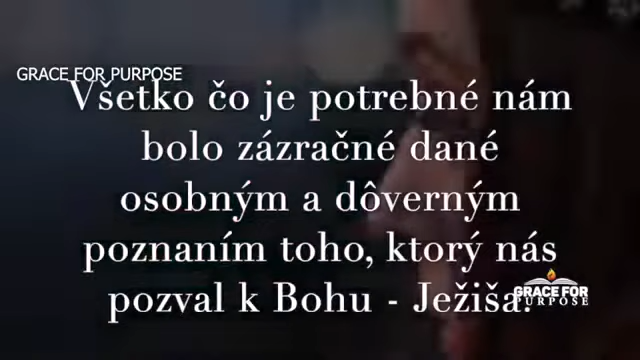 GRACE FOR PURPOSE
Všetko čo je potrebné nám
bolo zázračné dané
osobným a dôverným
poznaním toho, ktorý nás
pozval k Bohu - Ježiša.
GRACE FOR
PURPOSE